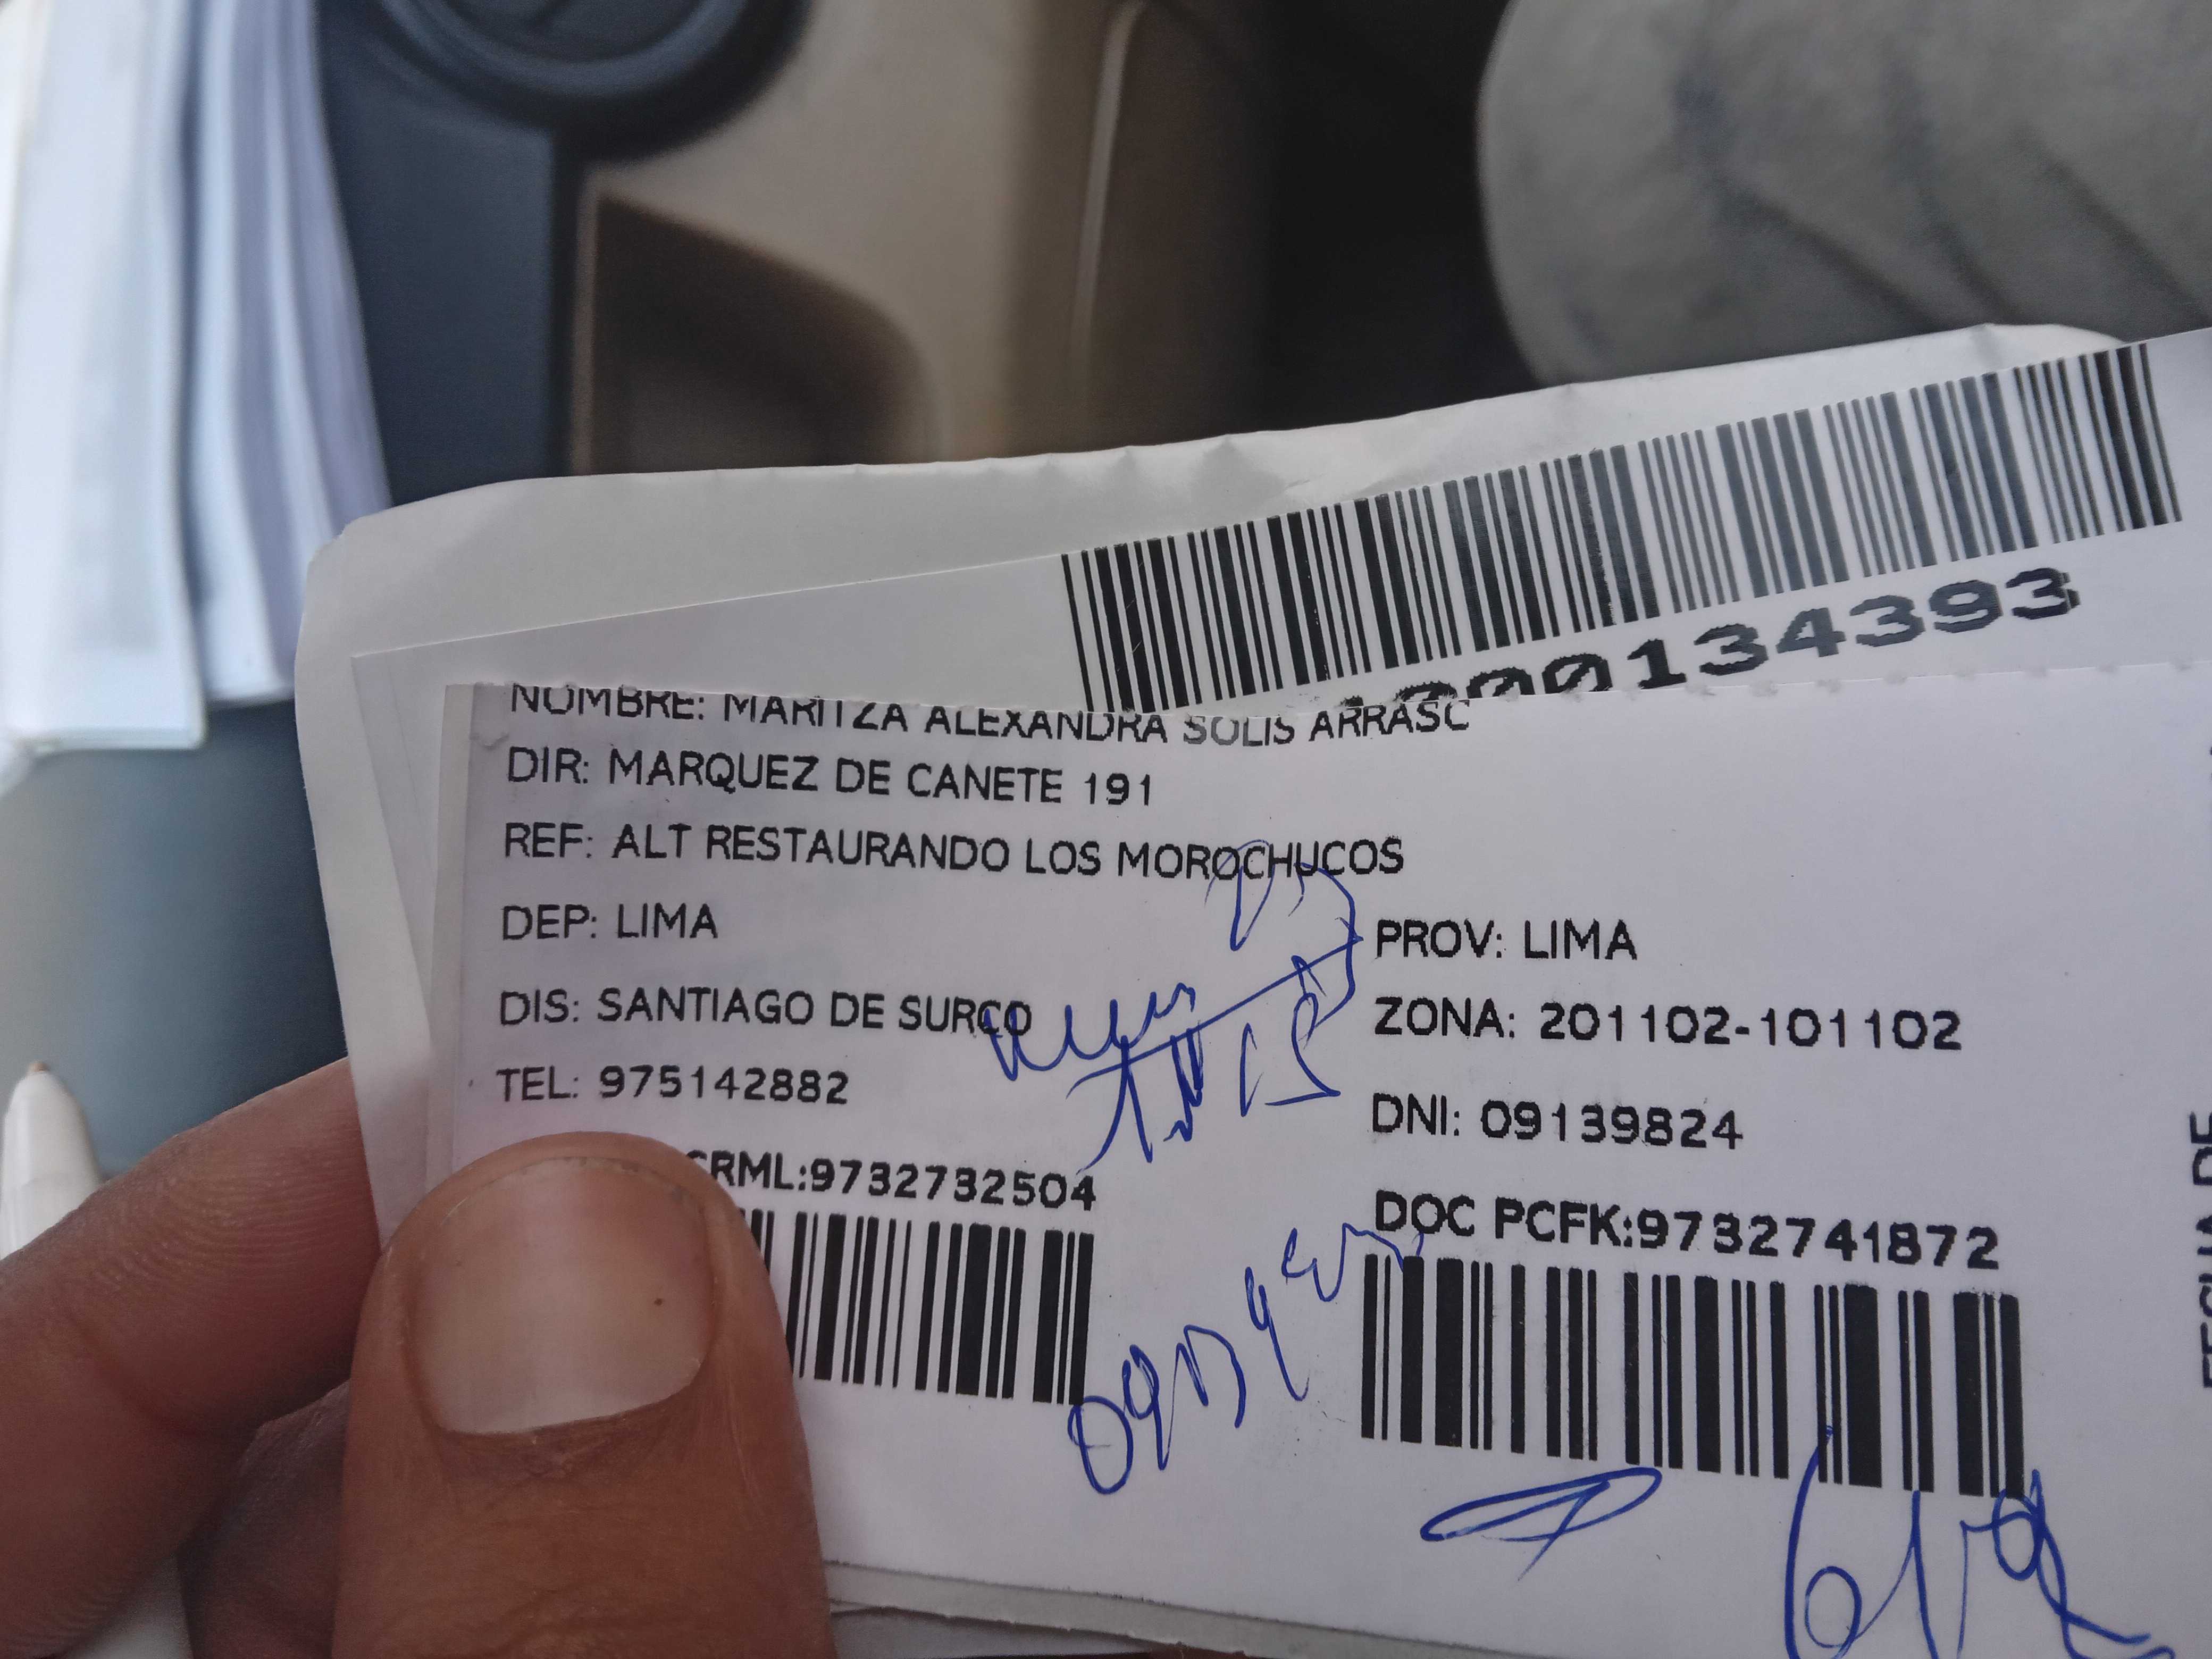 00134393
NOMBRE: MARITZA ALEXANDRA SOLIS ARRASC
DIR: MARQUEZ DE CANETE 191
REF: ALT RESTAURANDO LOS MOROCHUCOS
DEP: LIMA
PROV: LIMA
DIS: SANTIAGO DE SURCO
ZONA: 201102-101102
TEL: 975142882
DNI: 09139824
CRML:9732732504
DOC PCFK:9732741872